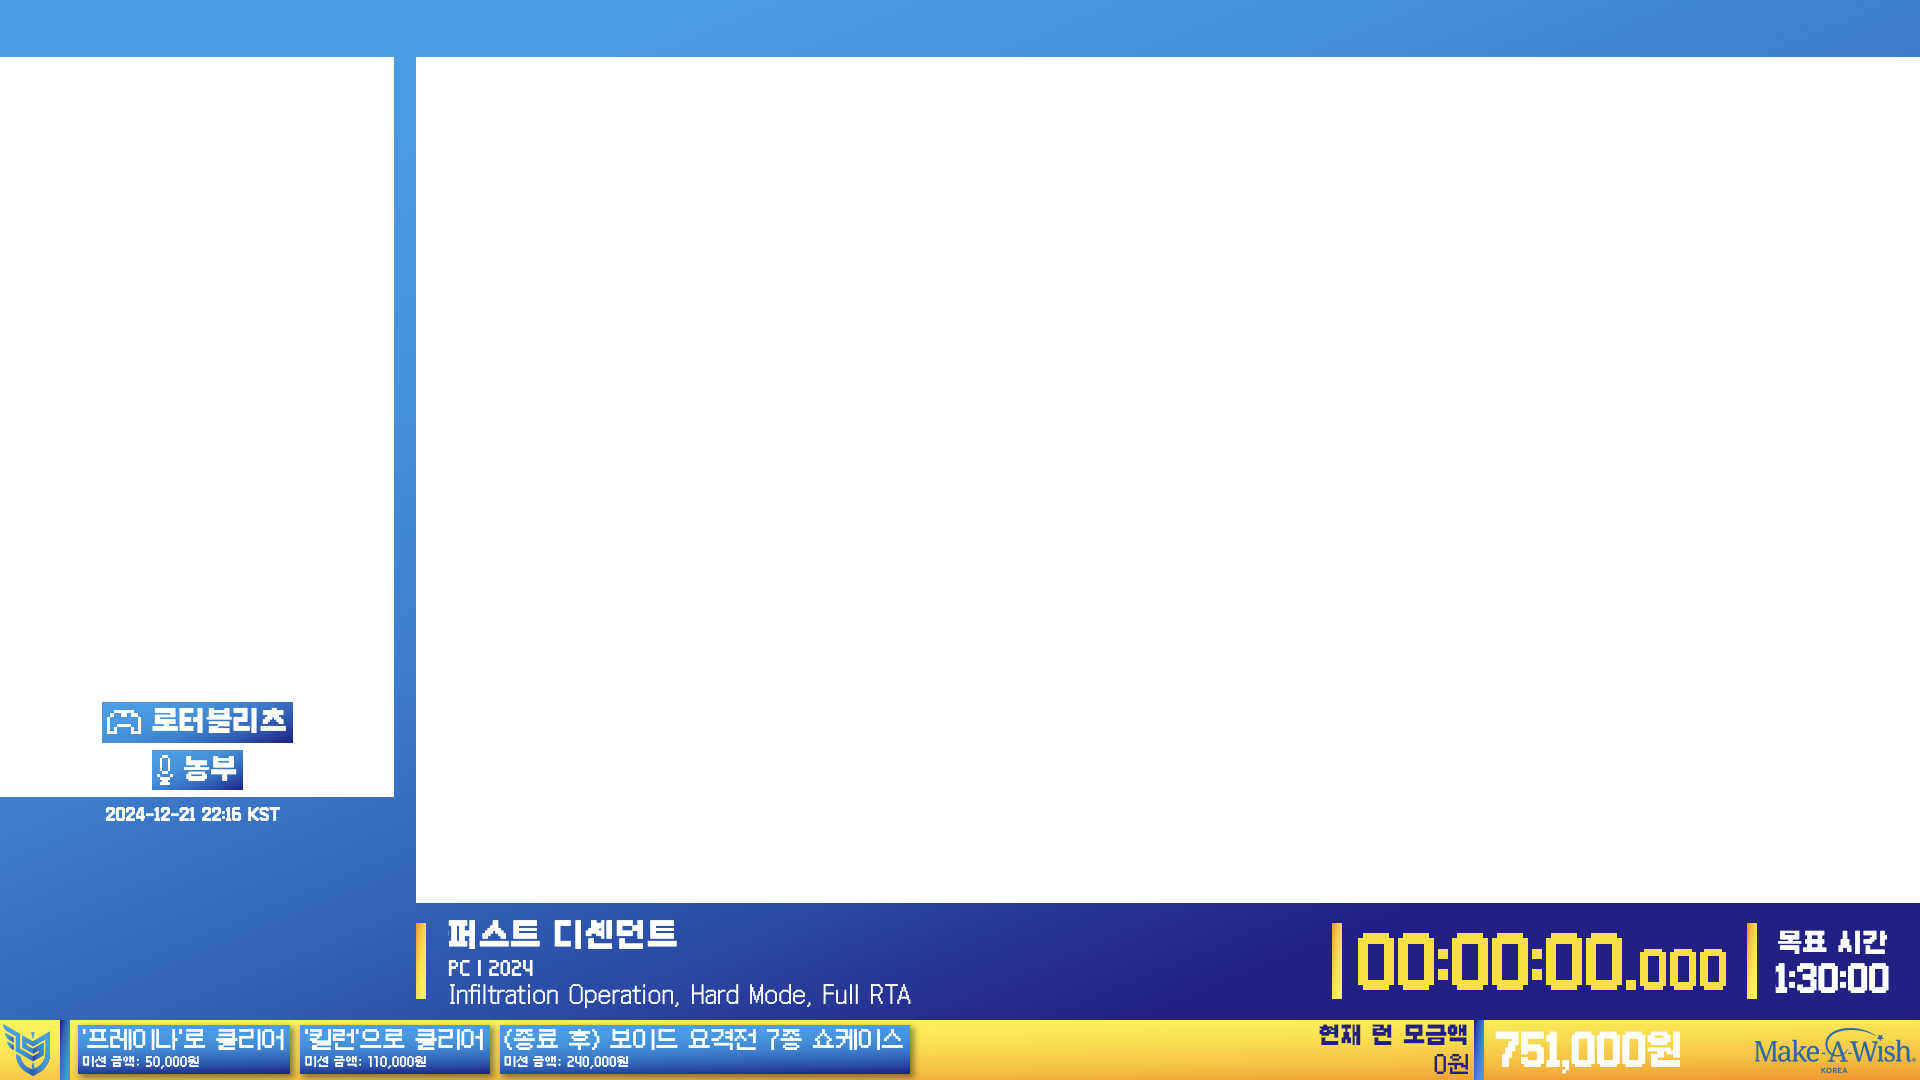 로터블리츠
농부
2024-12-21 22:16 KST
퍼스트 디센던트
PC | 2024
Infiltration Operation, Hard Mode, Full RTA
00:00:00.000
목표 시간
1:30:00
'프레이나'로 클리어
미션 금액: 50,000원
'킬런'으로 클리어
미션 금액: 110,000원
(종료 후) 보이드 요격전 7종 쇼케이스
미션 금액: 240,000원
현재 런 모금액
0원
751,000원
Make-A-Wish®
KOREA